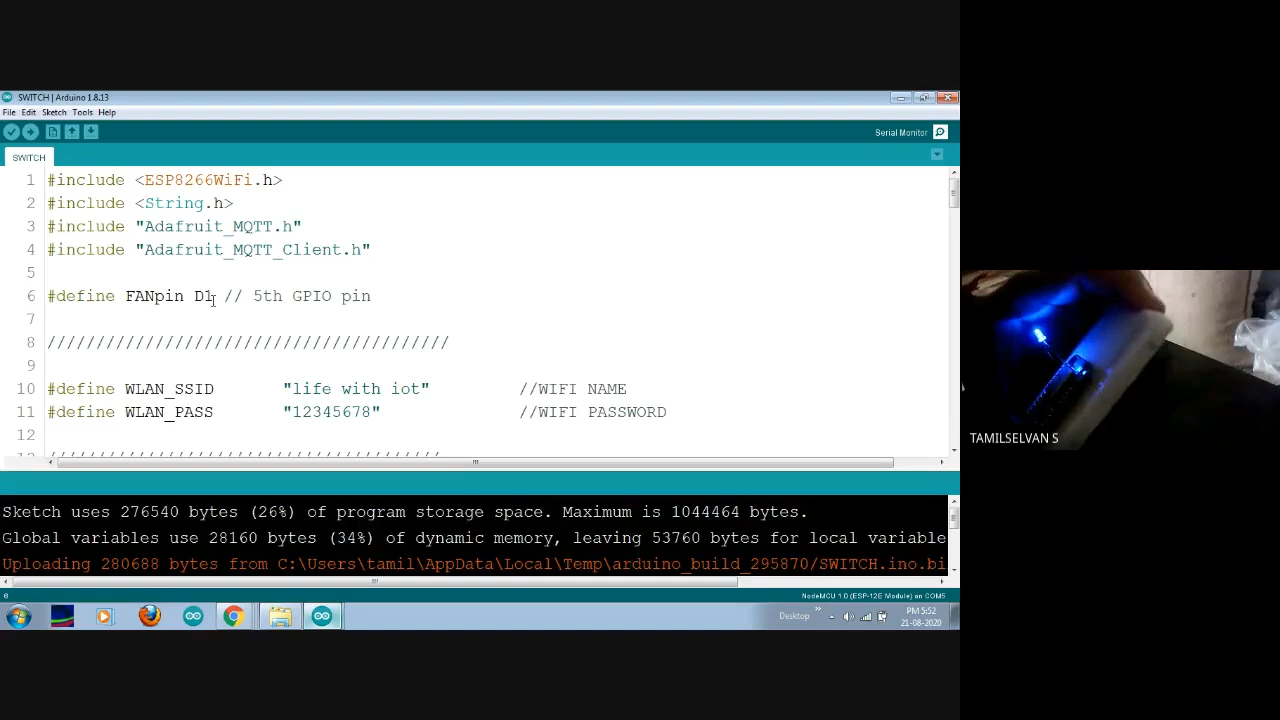 SWITCH | Arduino 1.8.13
File Edit Sketch Tools Help
Serial Monitor
SWITCH
1 #include <ESP8266WiFi.h>
2 #include <String.h>
3 #include "Adafruit_MQTT.h"
4 #include "Adafruit_MQTT_Client.h"
5
6 #define FANpin D1 // 5th GPIO pin
7
8 /////////////////////////////////////////
9
10 #define WLAN_SSID "life with iot" //WIFI NAME
11 #define WLAN_PASS "12345678" //WIFI PASSWORD
12
TAMILSELVAN S
Sketch uses 276540 bytes (26%) of program storage space. Maximum is 1044464 bytes.
Global variables use 28160 bytes (34%) of dynamic memory, leaving 53760 bytes for local variable
Uploading 280688 bytes from C:\Users\tamil\AppData\Local\Temp\arduino_build_295870/SWITCH.ino.bi
6 NodeMCU 1.0 (ESP-12E Module) on COM5
Desktop
PM 5:52
21-08-2020